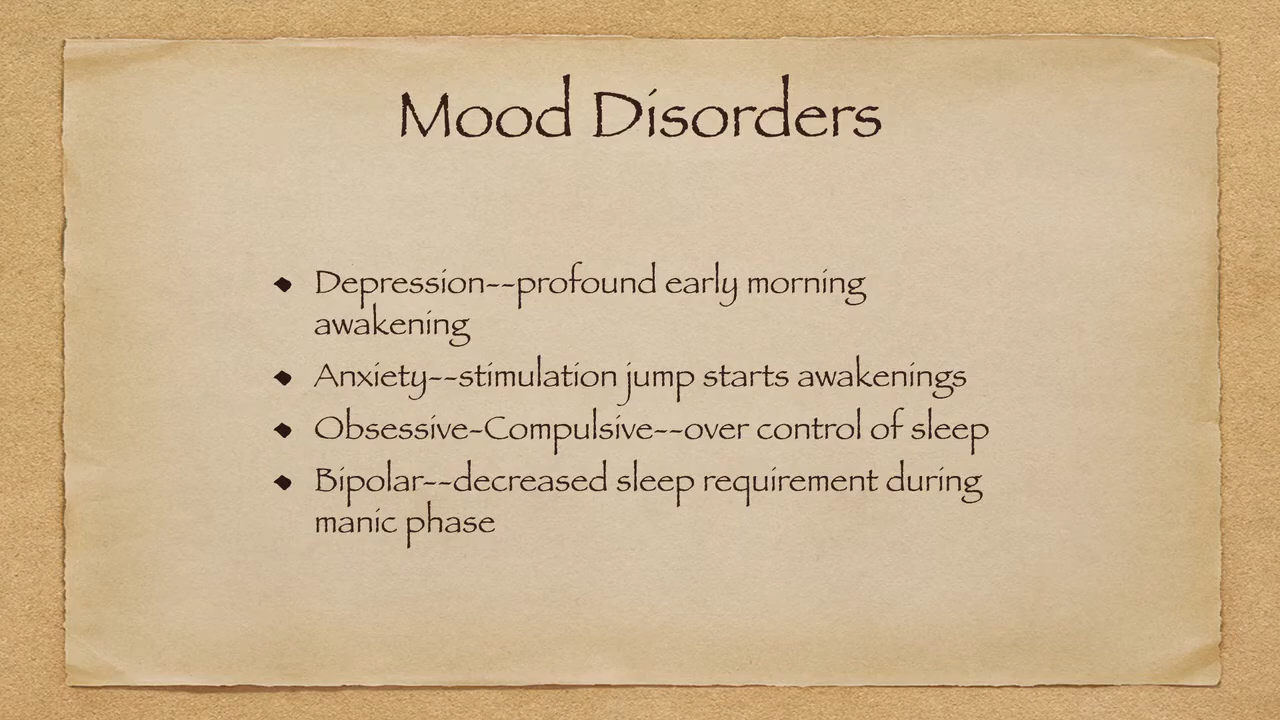 Mood Disorders
Depression--profound early morning
awakening
Anxiety--stimulation jump starts awakenings
Obsessive-Compulsive--over control of sleep
Bipolar--decreased sleep requirement during
manic phase